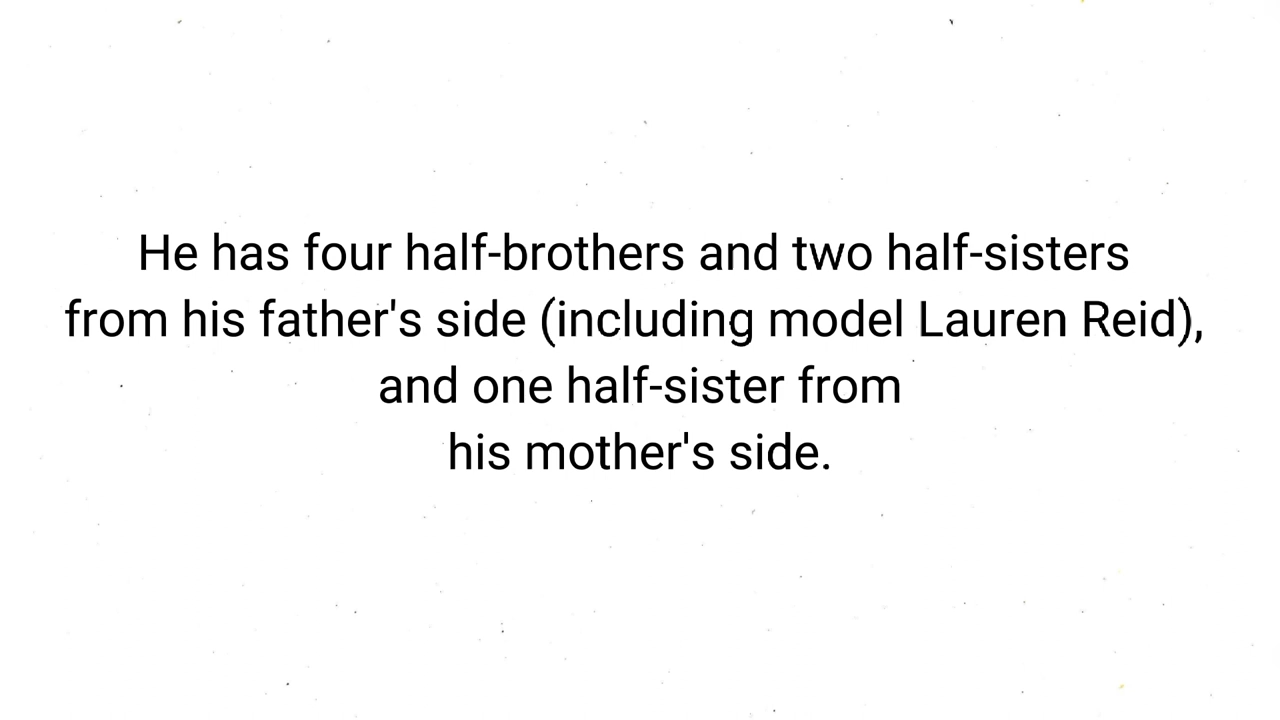 He has four half-brothers and two half-sisters
from his father's side (including model Lauren Reid),
and one half-sister from
his mother's side.